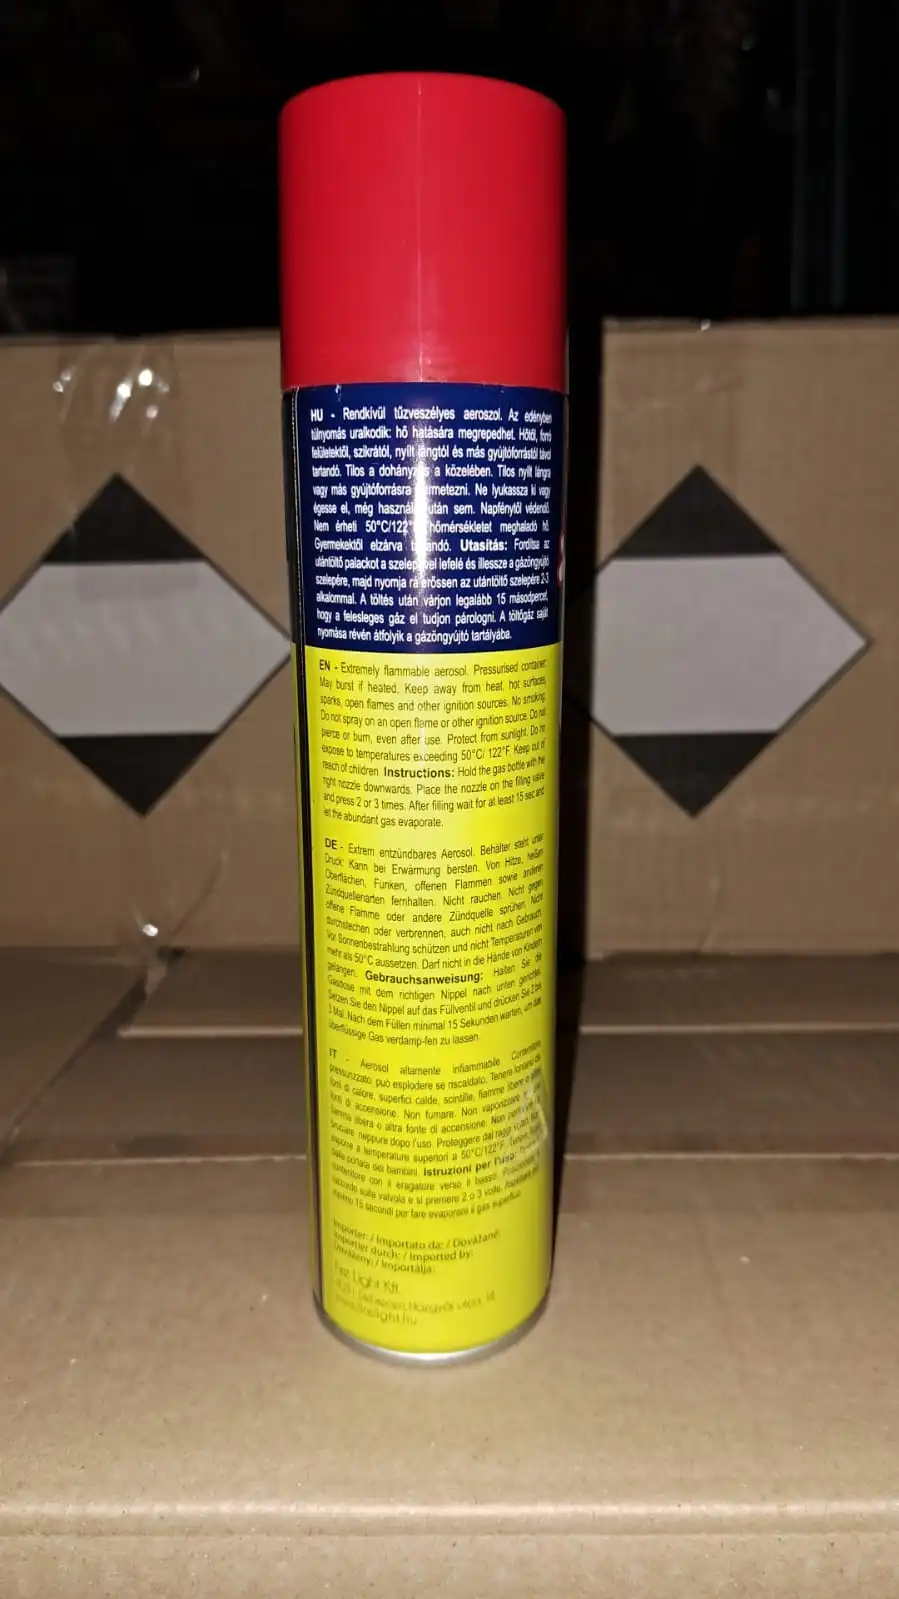 HU - Rendkívül tűzveszélyes aeroszol. Az edényben
túlnyomás uralkodik: hő hatására megrepedhet. Hőtől, forró
felületektől, szikrától, nyílt lángtól és más gyújtóforrástól távol
tartandó. Tilos a dohányzás a közelében. Tilos nyílt lángra
vagy más gyújtóforrásra permetezni. Ne lyukassza ki vagy
égesse el, még használat után sem. Napfénytől védendő.
Nem érheti 50°C/122° hőmérsékletet meghaladó hő.
Gyermekektől elzárva tartandó. Utasítás: Fordítsa az
utántöltő palackot a szeleppel lefelé és illessze a gázöngyújtó
szelepére, majd nyomja rá erősen az utántöltő szelepére 2-3
alkalommal. A töltés után várjon legalább 15 másodpercet,
hogy a felesleges gáz el tudjon párologni. A töltőgáz saját
nyomása révén átfolyik a gázöngyújtó tartályába.
EN - Extremely flammable aerosol. Pressurised container:
May burst if heated. Keep away from heat, hot surfaces,
sparks, open flames and other ignition sources. No smoking.
Do not spray on an open flame or other ignition source. Do not
pierce or burn, even after use. Protect from sunlight. Do not
expose to temperatures exceeding 50°C/ 122°F. Keep out of
reach of children. Instructions: Hold the gas bottle with the
right nozzle downwards. Place the nozzle on the filling valve
and press 2 or 3 times. After filling wait for at least 15 sec and
let the abundant gas evaporate.
DE - Extrem entzündbares Aerosol. Behälter steht unter
Druck: Kann bei Erwärmung bersten. Von Hitze, heißen
Oberflächen, Funken, offenen Flammen sowie anderen
Zündquellenarten fernhalten. Nicht rauchen. Nicht gegen
offene Flamme oder andere Zündquelle sprühen. Nicht
durchstechen oder verbrennen, auch nicht nach Gebrauch.
Vor Sonnenbestrahlung schützen und nicht Temperaturen von
mehr als 50°C aussetzen. Darf nicht in die Hände von Kindern
gelangen. Gebrauchsanweisung: Halten Sie die
Gasdose mit dem richtigen Nippel nach unten gerichtet.
Setzen Sie den Nippel auf das Füllventil und drücken Sie 2 bis
3 Mal. Nach dem Füllen minimal 15 Sekunden warten, um das
überflüssige Gas verdamp-fen zu lassen.
IT - Aerosol altamente infiammabile Contenitore
pressurizzato: può esplodere se riscaldato. Tenere lontano da
fonti di calore, superfici calde, scintille, fiamme libere o altre
fonti di accensione. Non fumare. Non vaporizzare
fiamma libera o altra fonte di accensione. Non perforare
bruciare neppure dopo l'uso. Proteggere dai raggi solari. Non
esporre a temperature superiori a 50°C/122°F. Tenere fuori
dalla portata dei bambini. Istruzioni per l'uso:
contenitore con il eragatore verso il basso.
raccordo sulla valvola e si premere 2 o 3 volte. Aspettare
minimo 15 secondi per fare evaporare il gas superfluo.
Importer: / Importato da: / Dovážané:
Importier durch: / Imported by:
Dovážený: / Importálja:
Fire Light Kft.
Debrecen, utca
www.firelight.hu